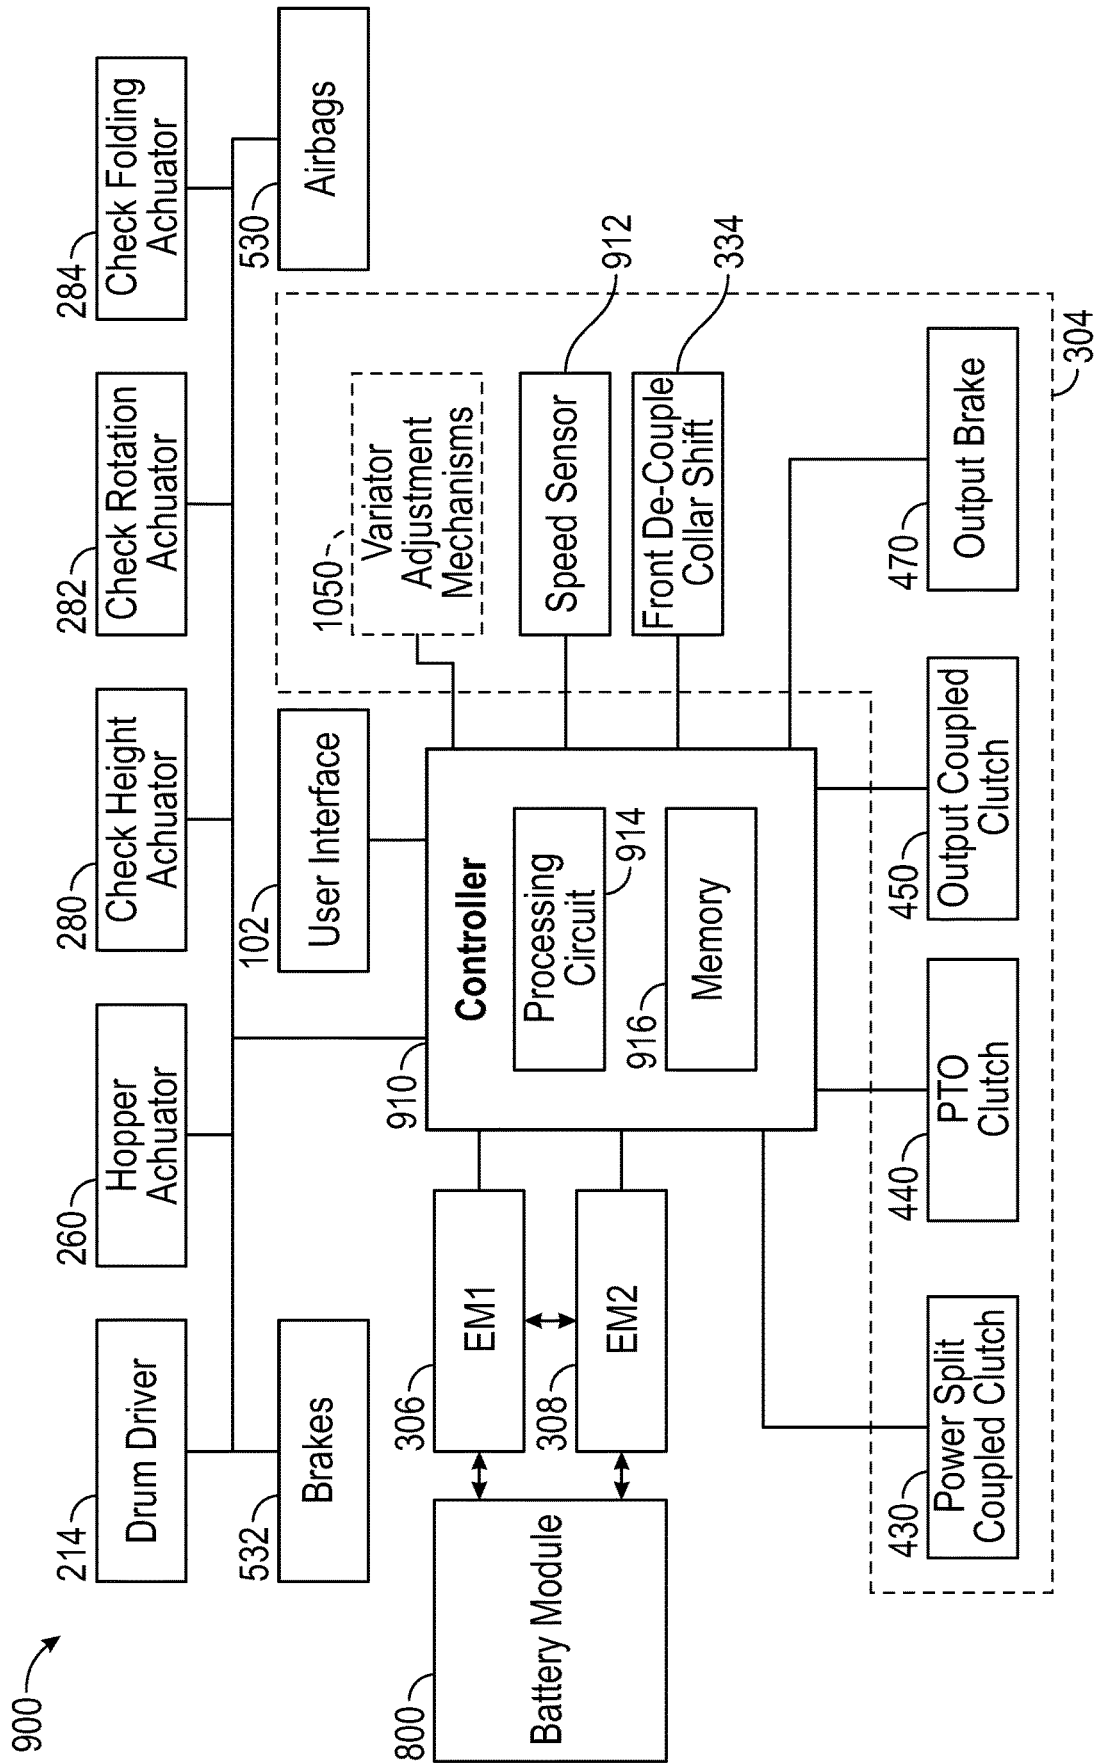 900
214
Drum Driver
260
Hopper
Achuator
280
Check Height
Achuator
282
Check Rotation
Achuator
284
Check Folding
Achuator
532
Brakes
102
User Interface
530
Airbags
1050
Variator
Adjustment
Mechanisms
800
Battery Module
306
EM1
308
EM2
910
Controller
Processing
Circuit
914
916
Memory
Speed Sensor
912
Front De-Couple
Collar Shift
334
430
Power Split
Coupled Clutch
440
PTO
Clutch
450
Output Coupled
Clutch
470
Output Brake
304